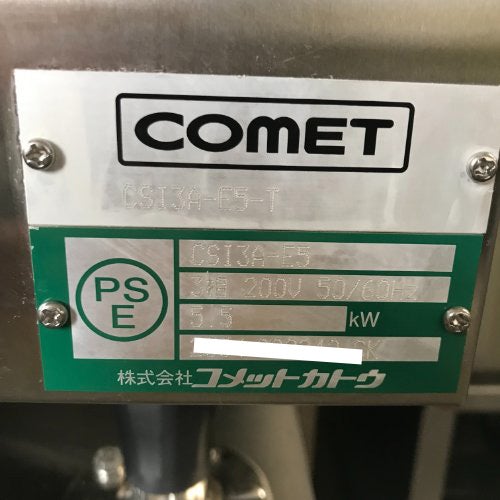 COMET
CSI3A-E5-T
PS
E
CSI3A-E5
3相 200V 50/60Hz
5.5 kW
株式会社コメットカトウ